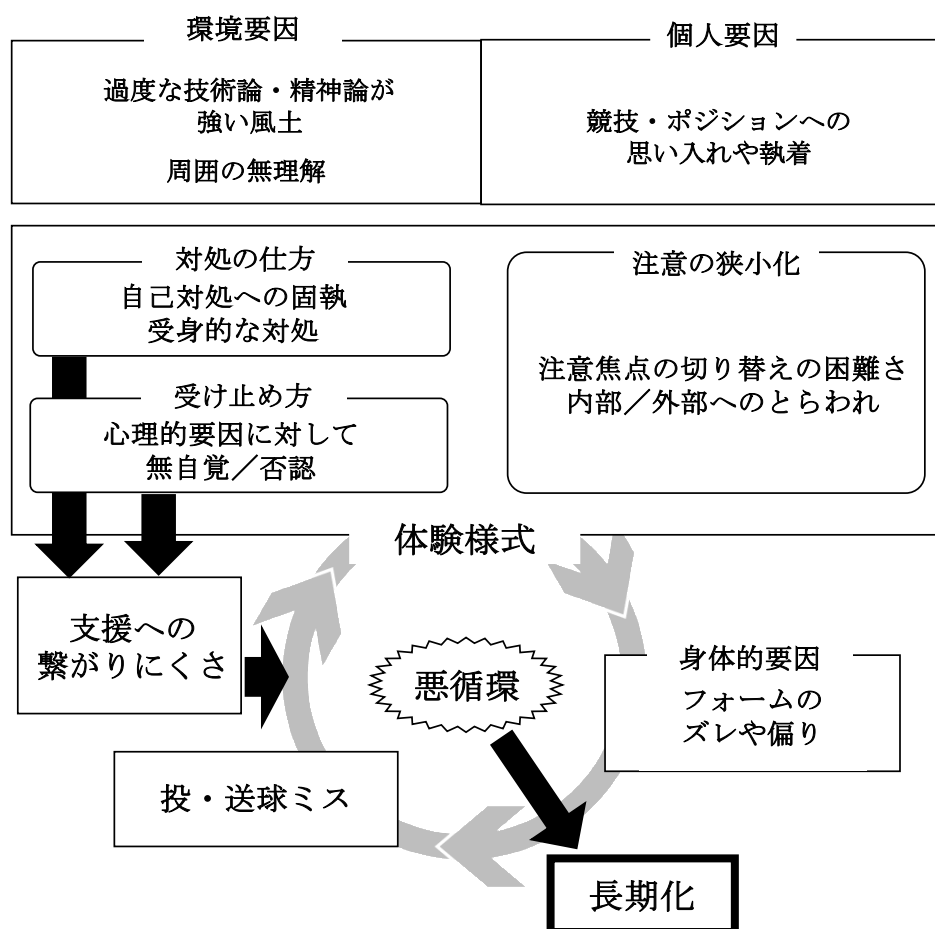 環境要因
過度な技術論・精神論が
強い風土
周囲の無理解
個人要因
競技・ポジションへの
思い入れや執着
対処の仕方
自己対処への固執
受身的な対処
受け止め方
心理的要因に対して
無自覚／否認
注意の狭小化
注意焦点の切り替えの困難さ
内部／外部へのとらわれ
体験様式
支援への
繋がりにくさ
悪循環
身体的要因
フォームの
ズレや偏り
投・送球ミス
長期化